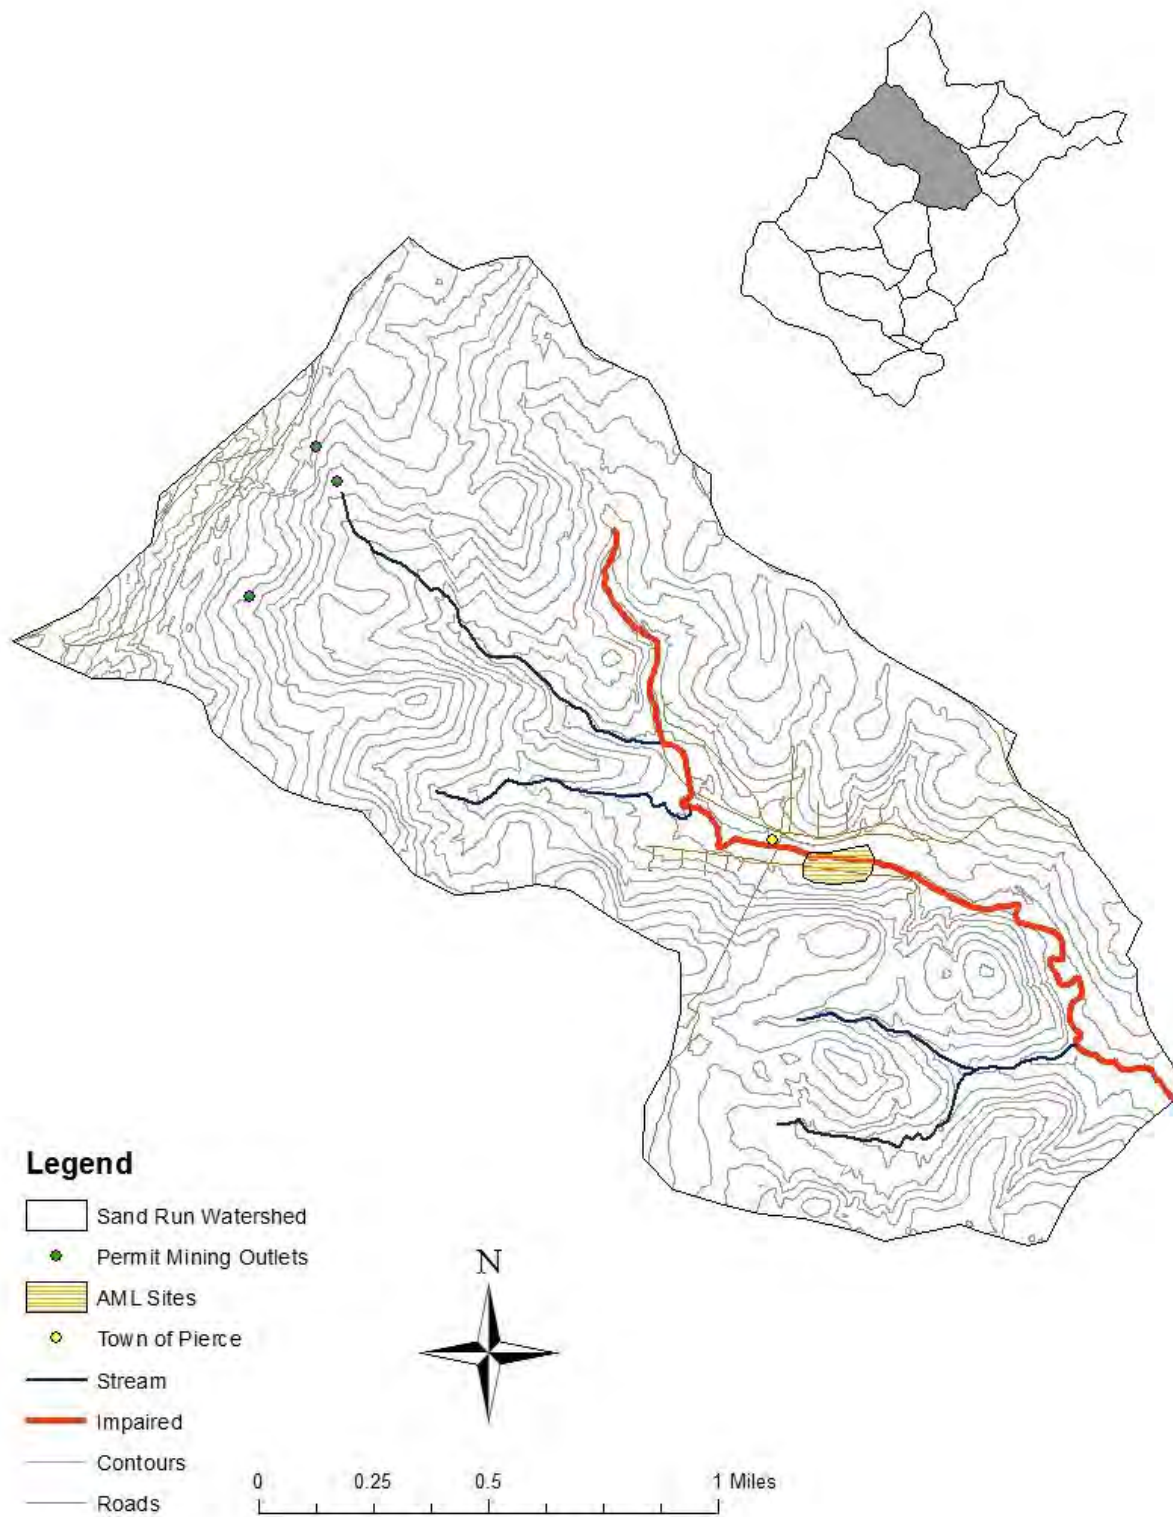 Legend
Sand Run Watershed
Permit Mining Outlets
AML Sites
Town of Pierce
Stream
Impaired
Contours
Roads
N
0 0.25 0.5 1 Miles